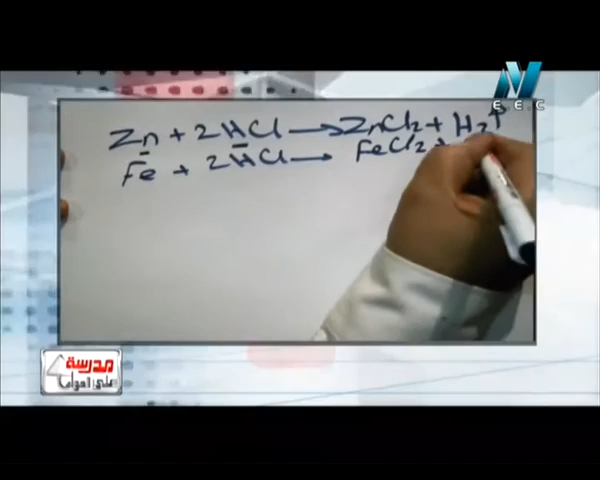 N
E E C
Zn + 2HCl → ZnCl2 + H2↑
Fe + 2HCl → FeCl2 +
مدرسة
على الهواء